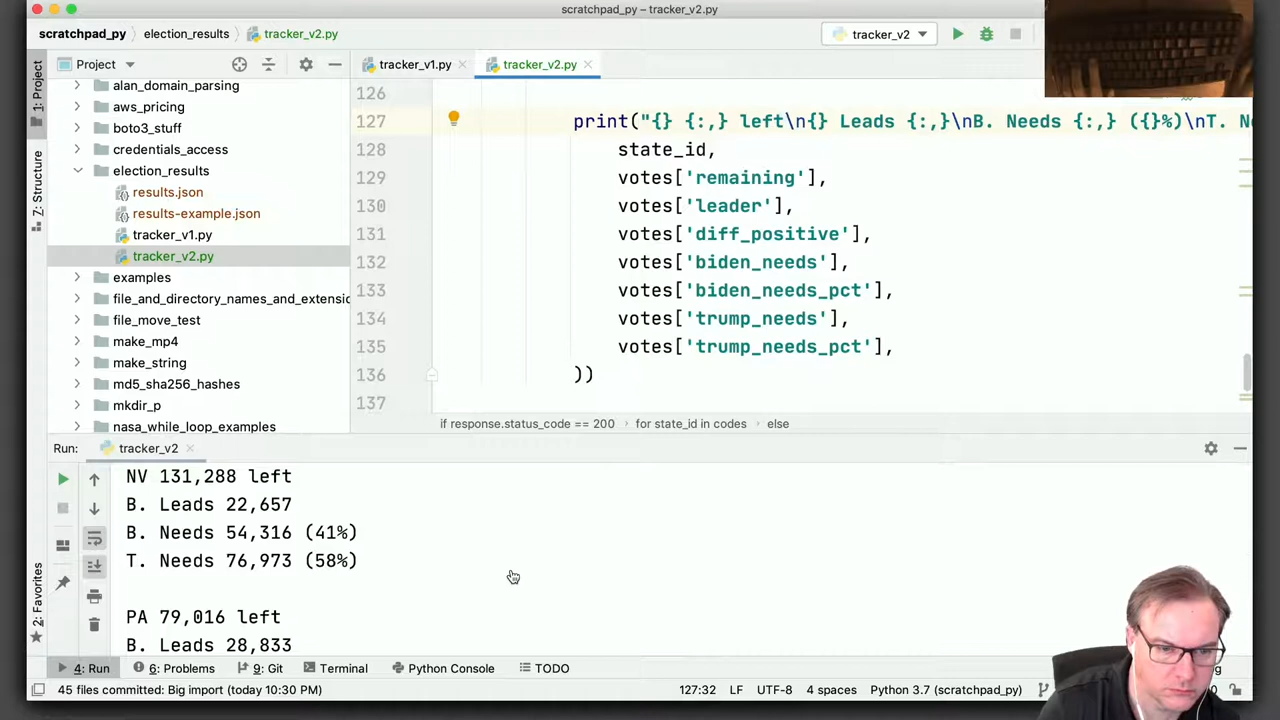 scratchpad_py – tracker_v2.py
scratchpad_py
election_results
tracker_v2.py
tracker_v2
1: Project
Z: Structure
2: Favorites
Project
tracker_v1.py
tracker_v2.py
alan_domain_parsing
aws_pricing
boto3_stuff
credentials_access
election_results
results.json
results-example.json
tracker_v1.py
tracker_v2.py
examples
file_and_directory_names_and_extensio
file_move_test
make_mp4
make_string
md5_sha256_hashes
mkdir_p
nasa_while_loop_examples
126
127 print("{} {:,} left\n{} Leads {:,}\nB. Needs {:,} ({}%)\nT. Ne
128 state_id,
129 votes['remaining'],
130 votes['leader'],
131 votes['diff_positive'],
132 votes['biden_needs'],
133 votes['biden_needs_pct'],
134 votes['trump_needs'],
135 votes['trump_needs_pct'],
136 ))
137
if response.status_code == 200 › for state_id in codes › else
Run: tracker_v2
NV 131,288 left
B. Leads 22,657
B. Needs 54,316 (41%)
T. Needs 76,973 (58%)
PA 79,016 left
B. Leads 28,833
4: Run
6: Problems
9: Git
Terminal
Python Console
TODO
45 files committed: Big import (today 10:30 PM)
127:32
LF
UTF-8
4 spaces
Python 3.7 (scratchpad_py)